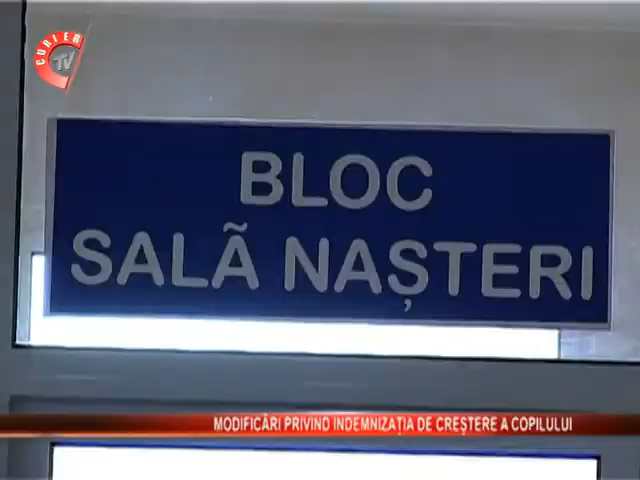 CURIER
TV
BLOC
SALÃ NAȘTERI
MODIFICĂRI PRIVIND INDEMNIZAȚIA DE CREȘTERE A COPILULUI